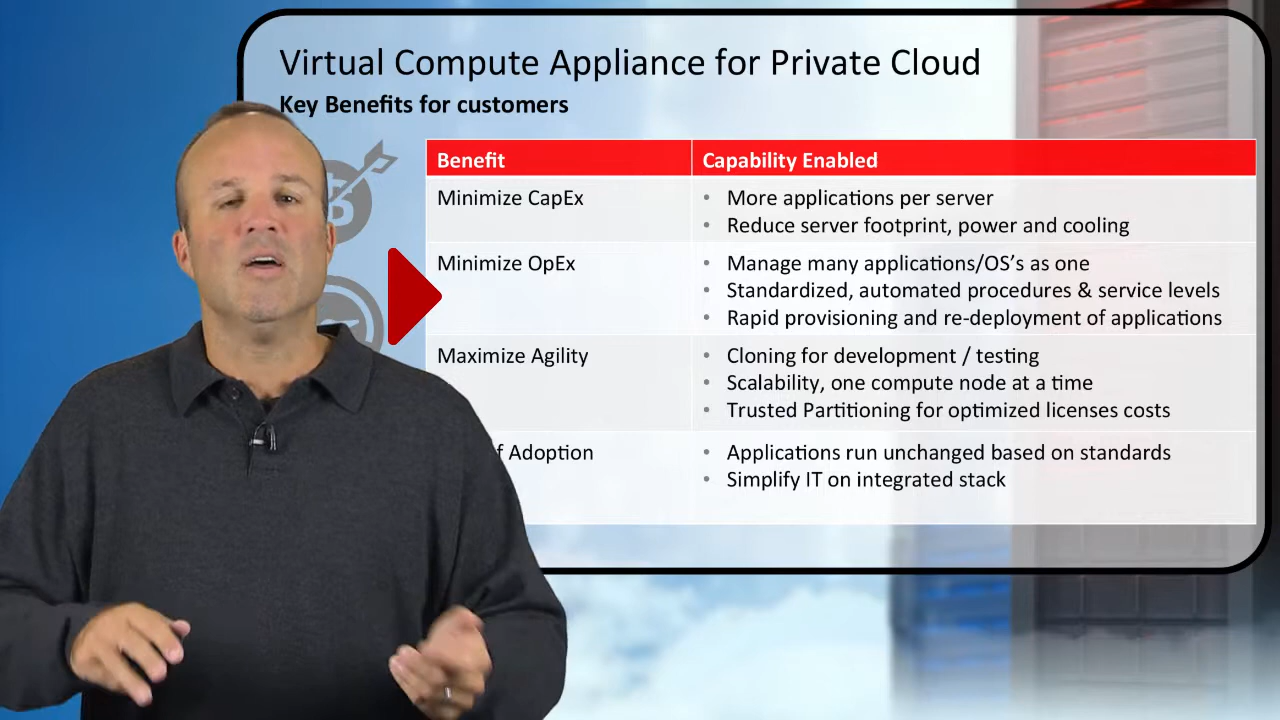 Virtual Compute Appliance for Private Cloud
Key Benefits for customers
Benefit
Capability Enabled
Minimize CapEx
• More applications per server
• Reduce server footprint, power and cooling
Minimize OpEx
• Manage many applications/OS’s as one
• Standardized, automated procedures & service levels
• Rapid provisioning and re-deployment of applications
Maximize Agility
• Cloning for development / testing
• Scalability, one compute node at a time
• Trusted Partitioning for optimized licenses costs
f Adoption
• Applications run unchanged based on standards
• Simplify IT on integrated stack